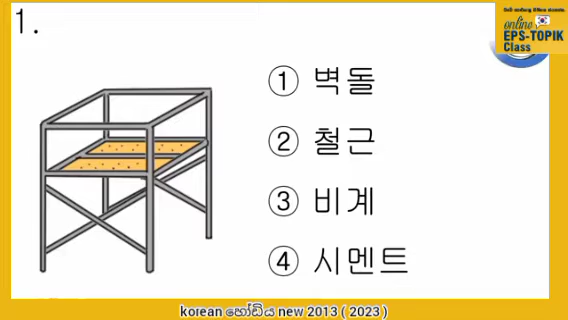 1.
① 벽돌
② 철근
③ 비계
④ 시멘트
online
EPS-TOPIK
Class
korean හෝඩිය new 2013 ( 2023 )